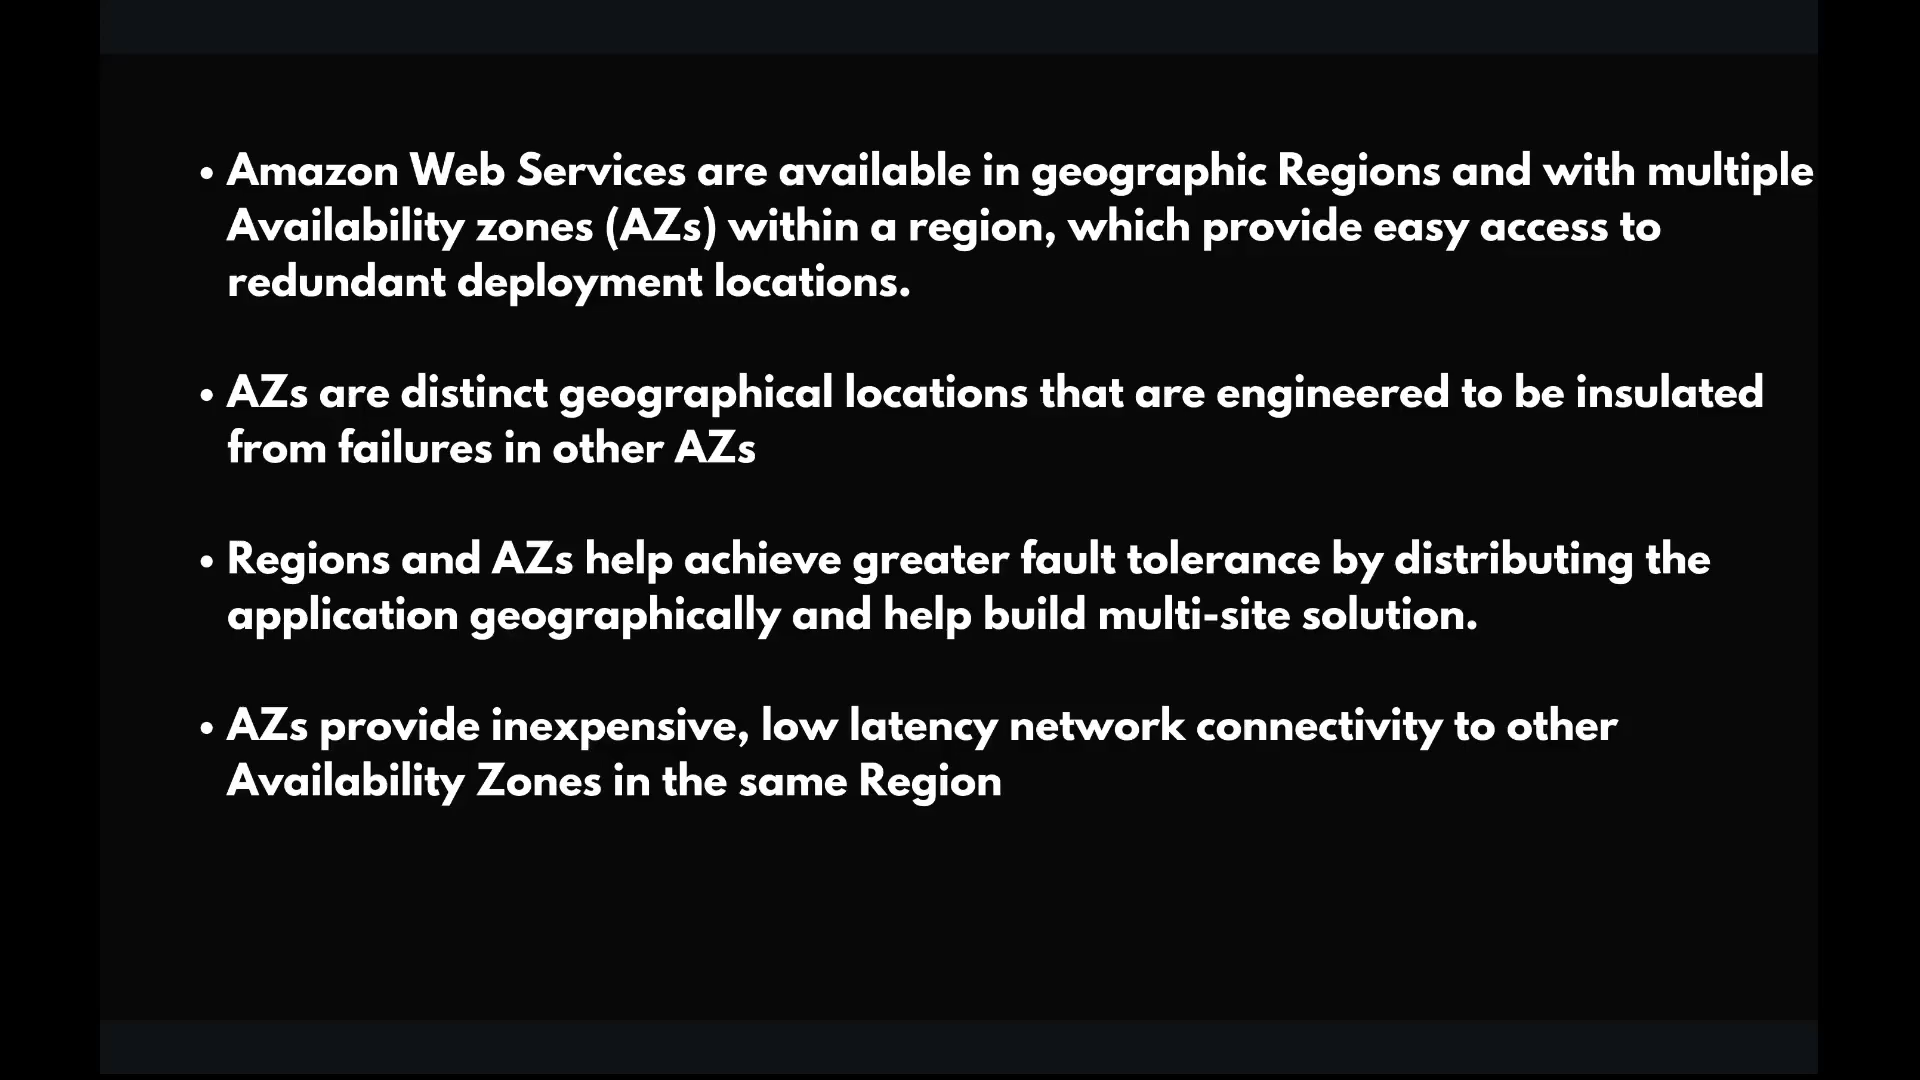 • Amazon Web Services are available in geographic Regions and with multiple
Availability zones (AZs) within a region, which provide easy access to
redundant deployment locations.
• AZs are distinct geographical locations that are engineered to be insulated
from failures in other AZs
• Regions and AZs help achieve greater fault tolerance by distributing the
application geographically and help build multi-site solution.
• AZs provide inexpensive, low latency network connectivity to other
Availability Zones in the same Region